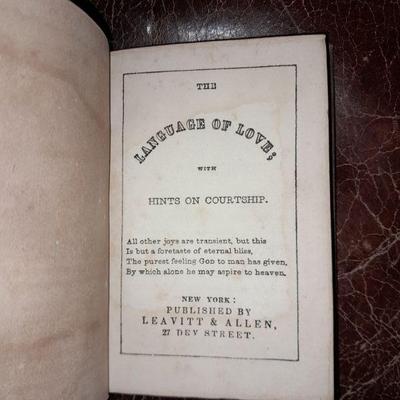 THE
LANGUAGE OF LOVE;
WITH
HINTS ON COURTSHIP.
All other joys are transient, but this
Is but a foretaste of eternal bliss,
The purest feeling GOD to man has given,
By which alone he may aspire to heaven.
NEW YORK:
PUBLISHED BY
LEAVITT & ALLEN,
27 DEY STREET.